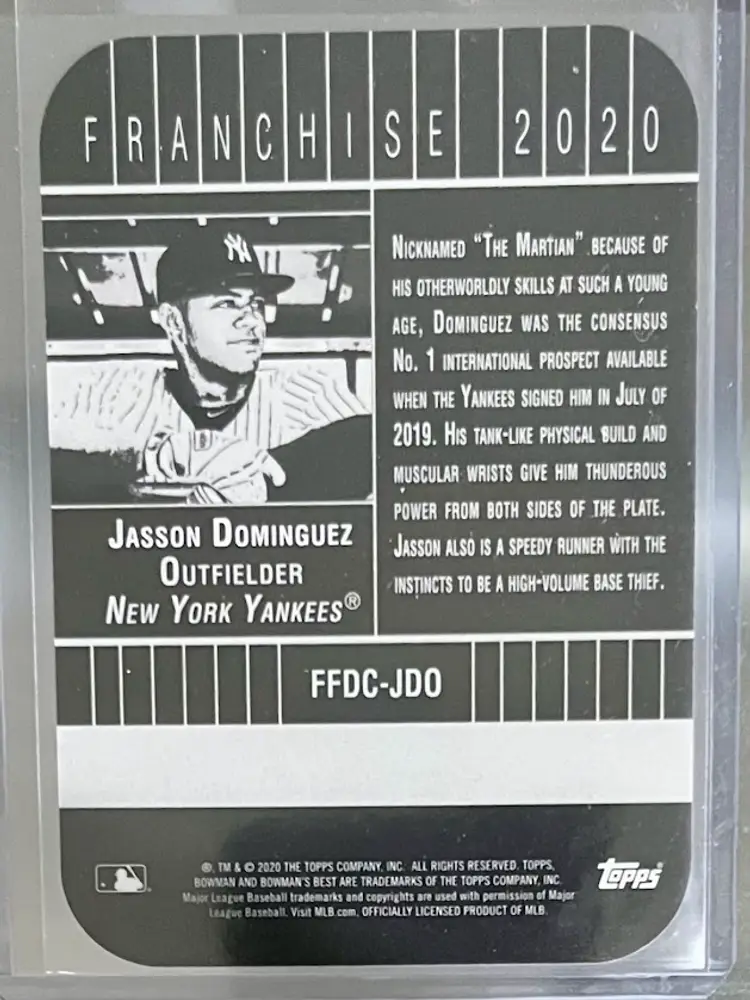 FRANCHISE 2020
NY
NICKNAMED "THE MARTIAN" BECAUSE OF
HIS OTHERWORLDLY SKILLS AT SUCH A YOUNG
AGE, DOMINGUEZ WAS THE CONSENSUS
NO. 1 INTERNATIONAL PROSPECT AVAILABLE
WHEN THE YANKEES SIGNED HIM IN JULY OF
2019. HIS TANK-LIKE PHYSICAL BUILD AND
MUSCULAR WRISTS GIVE HIM THUNDEROUS
POWER FROM BOTH SIDES OF THE PLATE.
JASSON ALSO IS A SPEEDY RUNNER WITH THE
INSTINCTS TO BE A HIGH-VOLUME BASE THIEF.
JASSON DOMINGUEZ
OUTFIELDER
NEW YORK YANKEES®
FFDC-JDO
®, TM & © 2020 THE TOPPS COMPANY, INC. ALL RIGHTS RESERVED. TOPPS,
BOWMAN AND BOWMAN'S BEST ARE TRADEMARKS OF THE TOPPS COMPANY, INC.
Major League Baseball trademarks and copyrights are used with permission of Major
League Baseball. Visit MLB.com. OFFICIALLY LICENSED PRODUCT OF MLB.
TOPPS